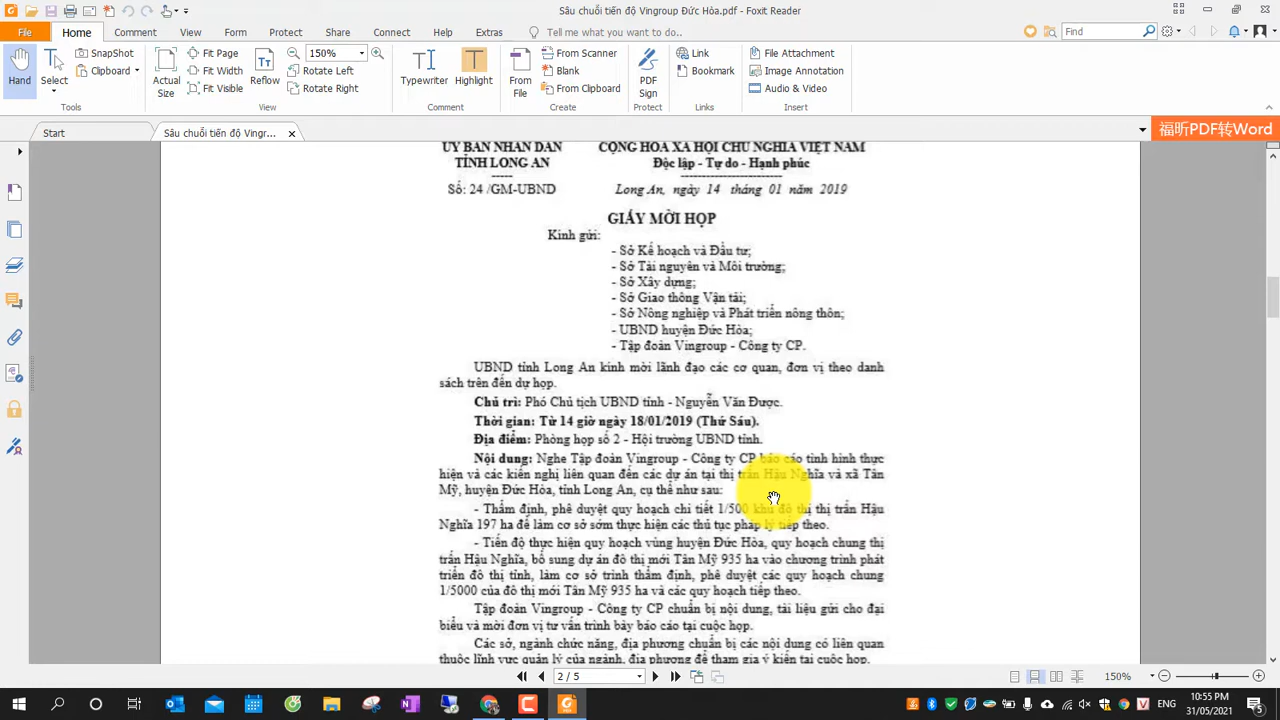 Sâu chuỗi tiến độ Vingroup Đức Hòa.pdf - Foxit Reader
File Home Comment View Form Protect Share Connect Help Extras Tell me what you want to do.. Find
Hand
Select
SnapShot
Clipboard
Tools
Actual Size
Fit Page
Fit Width
Fit Visible
Reflow
150%
Rotate Left
Rotate Right
View
Typewriter
Highlight
Comment
From File
From Scanner
Blank
From Clipboard
Create
PDF Sign
Protect
Link
Bookmark
Links
File Attachment
Image Annotation
Audio & Video
Insert
Start Sâu chuỗi tiến độ Vingr... 福昕PDF转Word
ỦY BAN NHÂN DÂN CỘNG HÒA XÃ HỘI CHỦ NGHĨA VIỆT NAM
TỈNH LONG AN Độc lập - Tự do - Hạnh phúc
Số: 24 /GM-UBND Long An, ngày 14 tháng 01 năm 2019
GIẤY MỜI HỌP
Kính gửi:
- Sở Kế hoạch và Đầu tư;
- Sở Tài nguyên và Môi trường;
- Sở Xây dựng;
- Sở Giao thông Vận tải;
- Sở Nông nghiệp và Phát triển nông thôn;
- UBND huyện Đức Hòa;
- Tập đoàn Vingroup - Công ty CP.
UBND tỉnh Long An kính mời lãnh đạo các cơ quan, đơn vị theo danh
sách trên đến dự họp.
Chủ trì: Phó Chủ tịch UBND tỉnh - Nguyễn Văn Được.
Thời gian: Từ 14 giờ ngày 18/01/2019 (Thứ Sáu).
Địa điểm: Phòng họp số 2 - Hội trường UBND tỉnh.
Nội dung: Nghe Tập đoàn Vingroup - Công ty CP báo cáo tình hình thực
hiện và các kiến nghị liên quan đến các dự án tại thị trấn Hậu Nghĩa và xã Tân
Mỹ, huyện Đức Hòa, tỉnh Long An, cụ thể như sau:
- Thẩm định, phê duyệt quy hoạch chi tiết 1/500 khu đô thị thị trấn Hậu
Nghĩa 197 ha để làm cơ sở sớm thực hiện các thủ tục pháp lý tiếp theo.
- Tiến độ thực hiện quy hoạch vùng huyện Đức Hòa, quy hoạch chung thị
trấn Hậu Nghĩa, bổ sung dự án đô thị mới Tân Mỹ 935 ha vào chương trình phát
triển đô thị tỉnh, làm cơ sở trình thẩm định, phê duyệt các quy hoạch chung
1/5000 của đô thị mới Tân Mỹ 935 ha và các quy hoạch tiếp theo.
Tập đoàn Vingroup - Công ty CP chuẩn bị nội dung, tài liệu gửi cho đại
biểu và mời đơn vị tư vấn trình bày báo cáo tại cuộc họp.
Các sở, ngành chức năng, địa phương chuẩn bị các nội dung có liên quan
thuộc lĩnh vực quản lý của ngành, địa phương để tham gia ý kiến tại cuộc họp.
2 / 5 150%
10:55 PM
31/05/2021